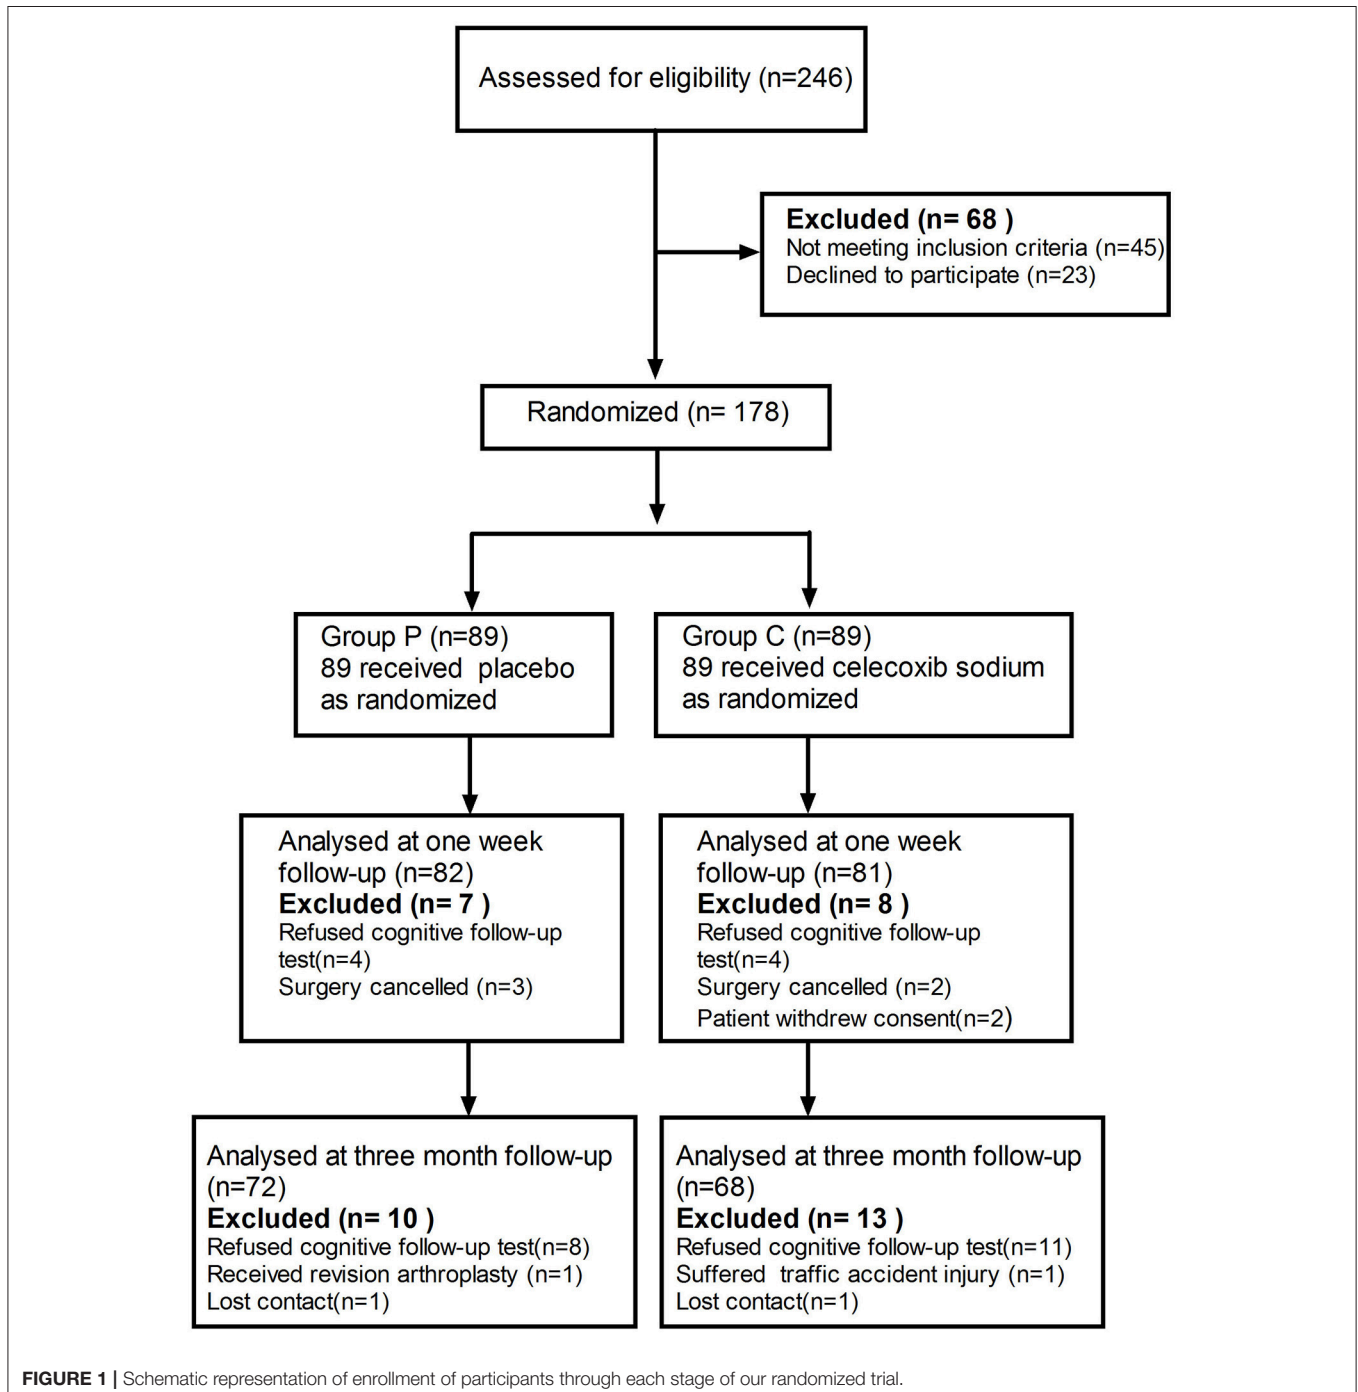 Assessed for eligibility (n=246)
Excluded (n= 68 )
Not meeting inclusion criteria (n=45)
Declined to participate (n=23)
Randomized (n= 178)
Group P (n=89)
89 received  placebo
as randomized
Group C (n=89)
89 received celecoxib sodium
as randomized
Analysed at one week
follow-up (n=82)
Excluded (n= 7 )
Refused cognitive follow-up
test(n=4)
Surgery cancelled (n=3)
Analysed at one week
follow-up (n=81)
Excluded (n= 8 )
Refused cognitive follow-up
test(n=4)
Surgery cancelled (n=2)
Patient withdrew consent(n=2)
Analysed at three month follow-up
(n=72)
Excluded (n= 10 )
Refused cognitive follow-up test(n=8)
Received revision arthroplasty (n=1)
Lost contact(n=1)
Analysed at three month follow-up
(n=68)
Excluded (n= 13 )
Refused cognitive follow-up test(n=11)
Suffered  traffic accident injury (n=1)
Lost contact(n=1)
FIGURE 1 | Schematic representation of enrollment of participants through each stage of our randomized trial.